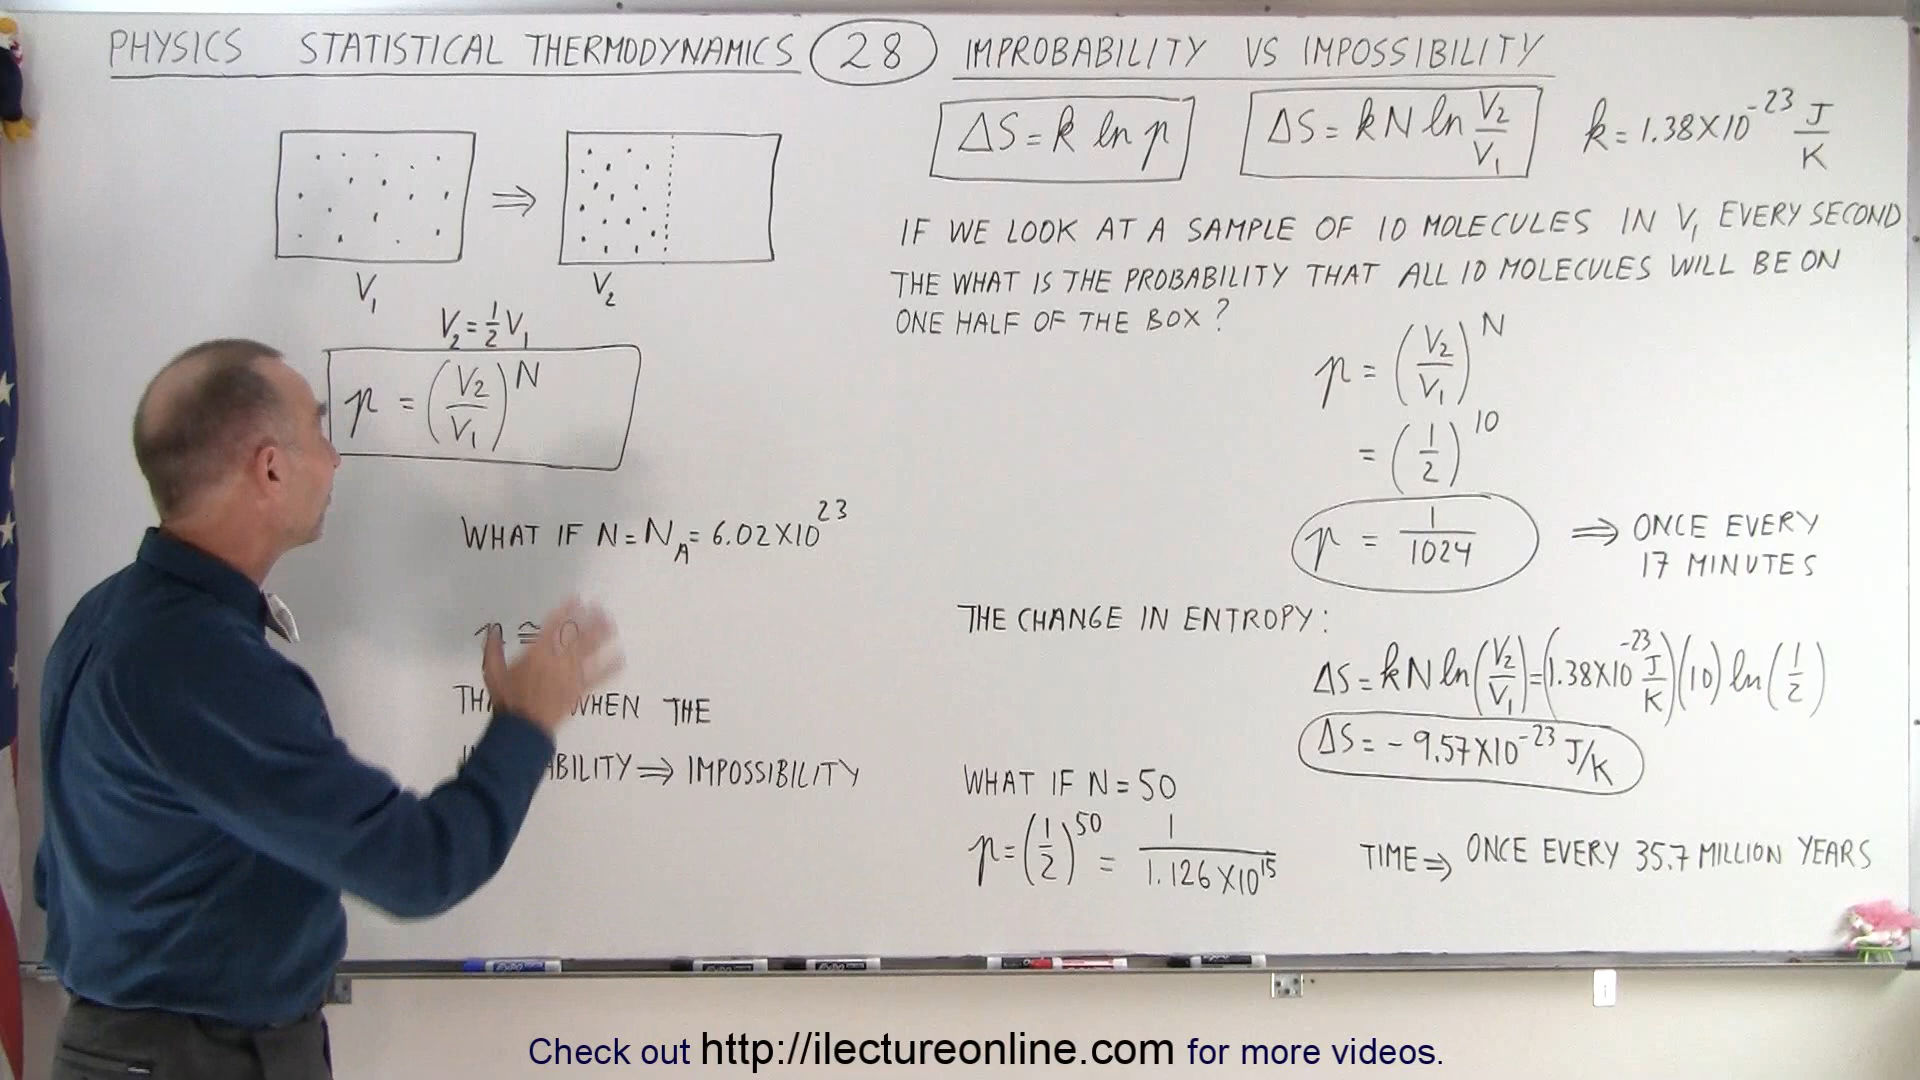 PHYSICS STATISTICAL THERMODYNAMICS 28 IMPROBABILITY VS IMPOSSIBILITY
V₁
V₂
V₂ = ½ V₁
p = (V₂/V₁)^N
WHAT IF N = N_A = 6.02 X 10^23
p ≅ 0
WHEN THE
⇒ IMPOSSIBILITY
ΔS = k ln p
ΔS = k N ln V₂/V₁
k = 1.38 X 10^-23 J/K
IF WE LOOK AT A SAMPLE OF 10 MOLECULES IN V₁ EVERY SECOND
THE WHAT IS THE PROBABILITY THAT ALL 10 MOLECULES WILL BE ON
ONE HALF OF THE BOX?
p = (V₂/V₁)^N
= (1/2)^10
p = 1/1024 ⇒ ONCE EVERY
17 MINUTES
THE CHANGE IN ENTROPY:
ΔS = k N ln (V₂/V₁) = (1.38 X 10^-23 J/K)(10) ln (1/2)
ΔS = - 9.57 X 10^-23 J/K
WHAT IF N = 50
p = (1/2)^50 = 1/1.126 X 10^15
TIME ⇒ ONCE EVERY 35.7 MILLION YEARS
Check out http://ilectureonline.com for more videos.